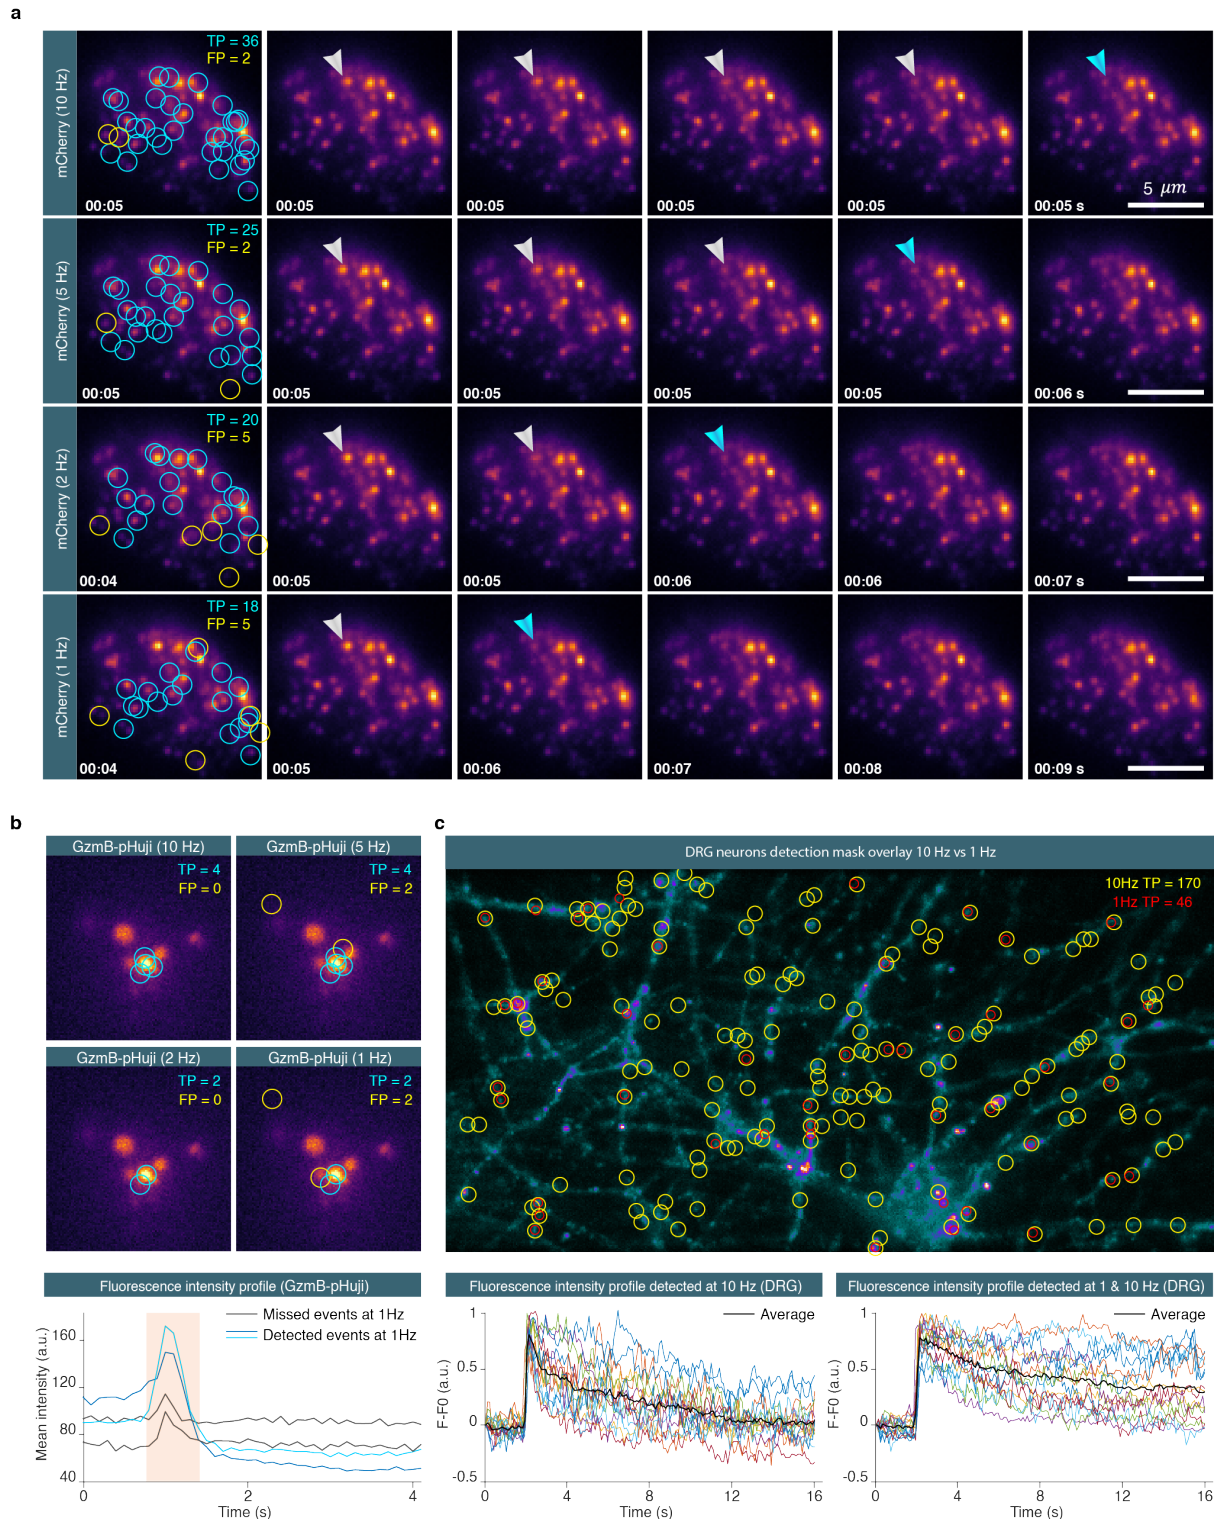 a
mCherry (10 Hz)
TP = 36
FP = 2
00:05
00:05
00:05
00:05
00:05
00:05 s
5 μm
mCherry (5 Hz)
TP = 25
FP = 2
00:05
00:05
00:05
00:05
00:05
00:06 s
mCherry (2 Hz)
TP = 20
FP = 5
00:04
00:05
00:05
00:06
00:06
00:07 s
mCherry (1 Hz)
TP = 18
FP = 5
00:04
00:05
00:06
00:07
00:08
00:09 s
b
GzmB-pHuji (10 Hz)
TP = 4
FP = 0
GzmB-pHuji (5 Hz)
TP = 4
FP = 2
GzmB-pHuji (2 Hz)
TP = 2
FP = 0
GzmB-pHuji (1 Hz)
TP = 2
FP = 2
Fluorescence intensity profile (GzmB-pHuji)
Missed events at 1Hz
Detected events at 1Hz
Mean intensity (a.u.)
160
120
80
40
0
2
4
Time (s)
c
DRG neurons detection mask overlay 10 Hz vs 1 Hz
10Hz TP = 170
1Hz TP = 46
Fluorescence intensity profile detected at 10 Hz (DRG)
Average
F-F0 (a.u.)
1
0.5
0
-0.5
0
4
8
12
16
Time (s)
Fluorescence intensity profile detected at 1 & 10 Hz (DRG)
Average
F-F0 (a.u.)
1
0.5
0
-0.5
0
4
8
12
16
Time (s)